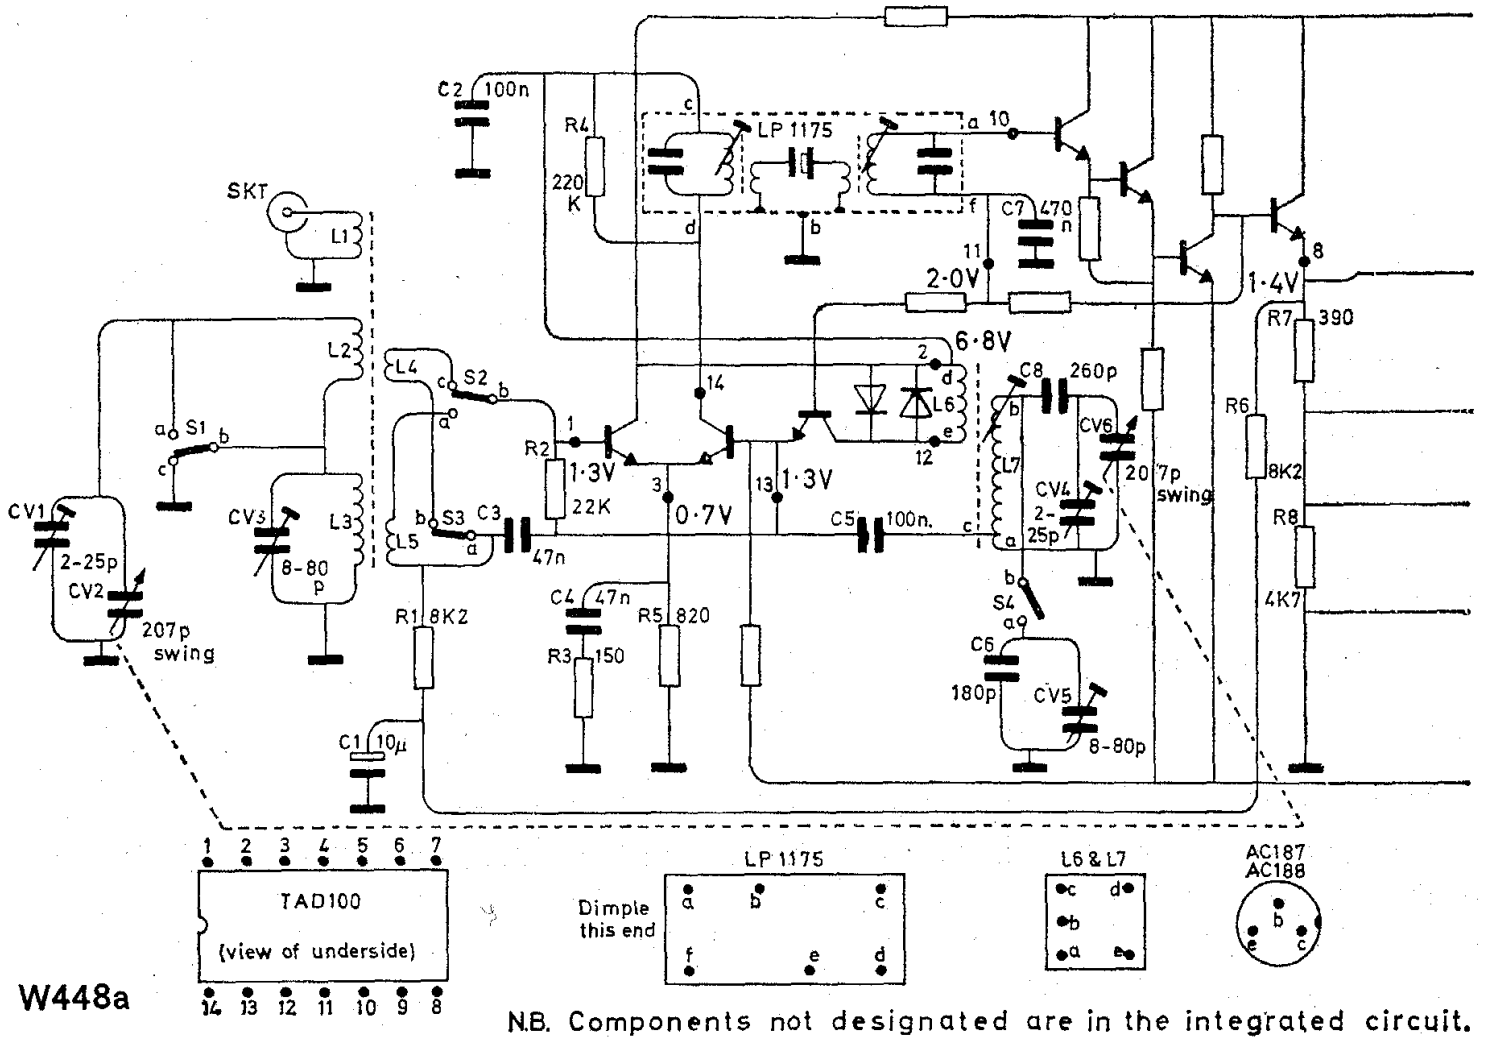 C2 100n
R4
220
K
c
LP 1175
a 10
d
b
f
C7 470
n
11
2·0V
8
1·4V
SKT
L1
L2
L4
c S2 b
a
a S1 b
c
CV1
2-25p
CV2
207p
swing
CV3
8-80
p
L3
L5
b S3
a
C3
47n
R2
22K
1
1·3V
3
0·7V
14
13 1·3V
2 6·8V
d
L6
e
12
C8 260p
b
L7
CV6
20 7p
swing
CV4
2-
25p
c
a
C5 100n.
R7 390
R6
8K2
R8
4K7
b
S4
a
C6
180p
CV5
8-80p
R1 8K2
C1 10µ
C4 47n
R3 150
R5 820
1 2 3 4 5 6 7
TAD100
(view of underside)
14 13 12 11 10 9 8
W448a
LP 1175
Dimple
this end
a b c
f e d
L6 & L7
c d
b
a e
AC187
AC188
b
e c
N.B. Components not designated are in the integrated circuit.